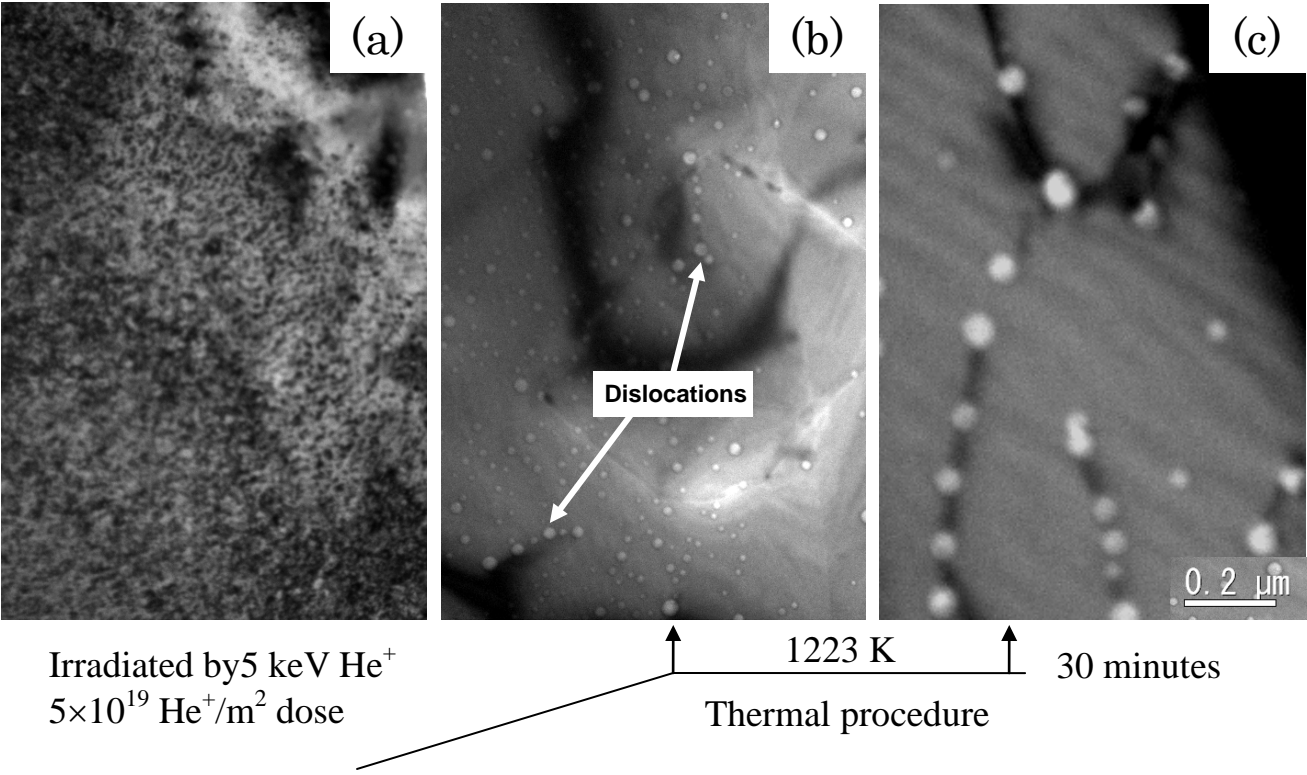 (a)
(b)
(c)
Dislocations
0.2 μm
Irradiated by5 keV He⁺
5×10¹⁹ He⁺/m² dose
1223 K
30 minutes
Thermal procedure